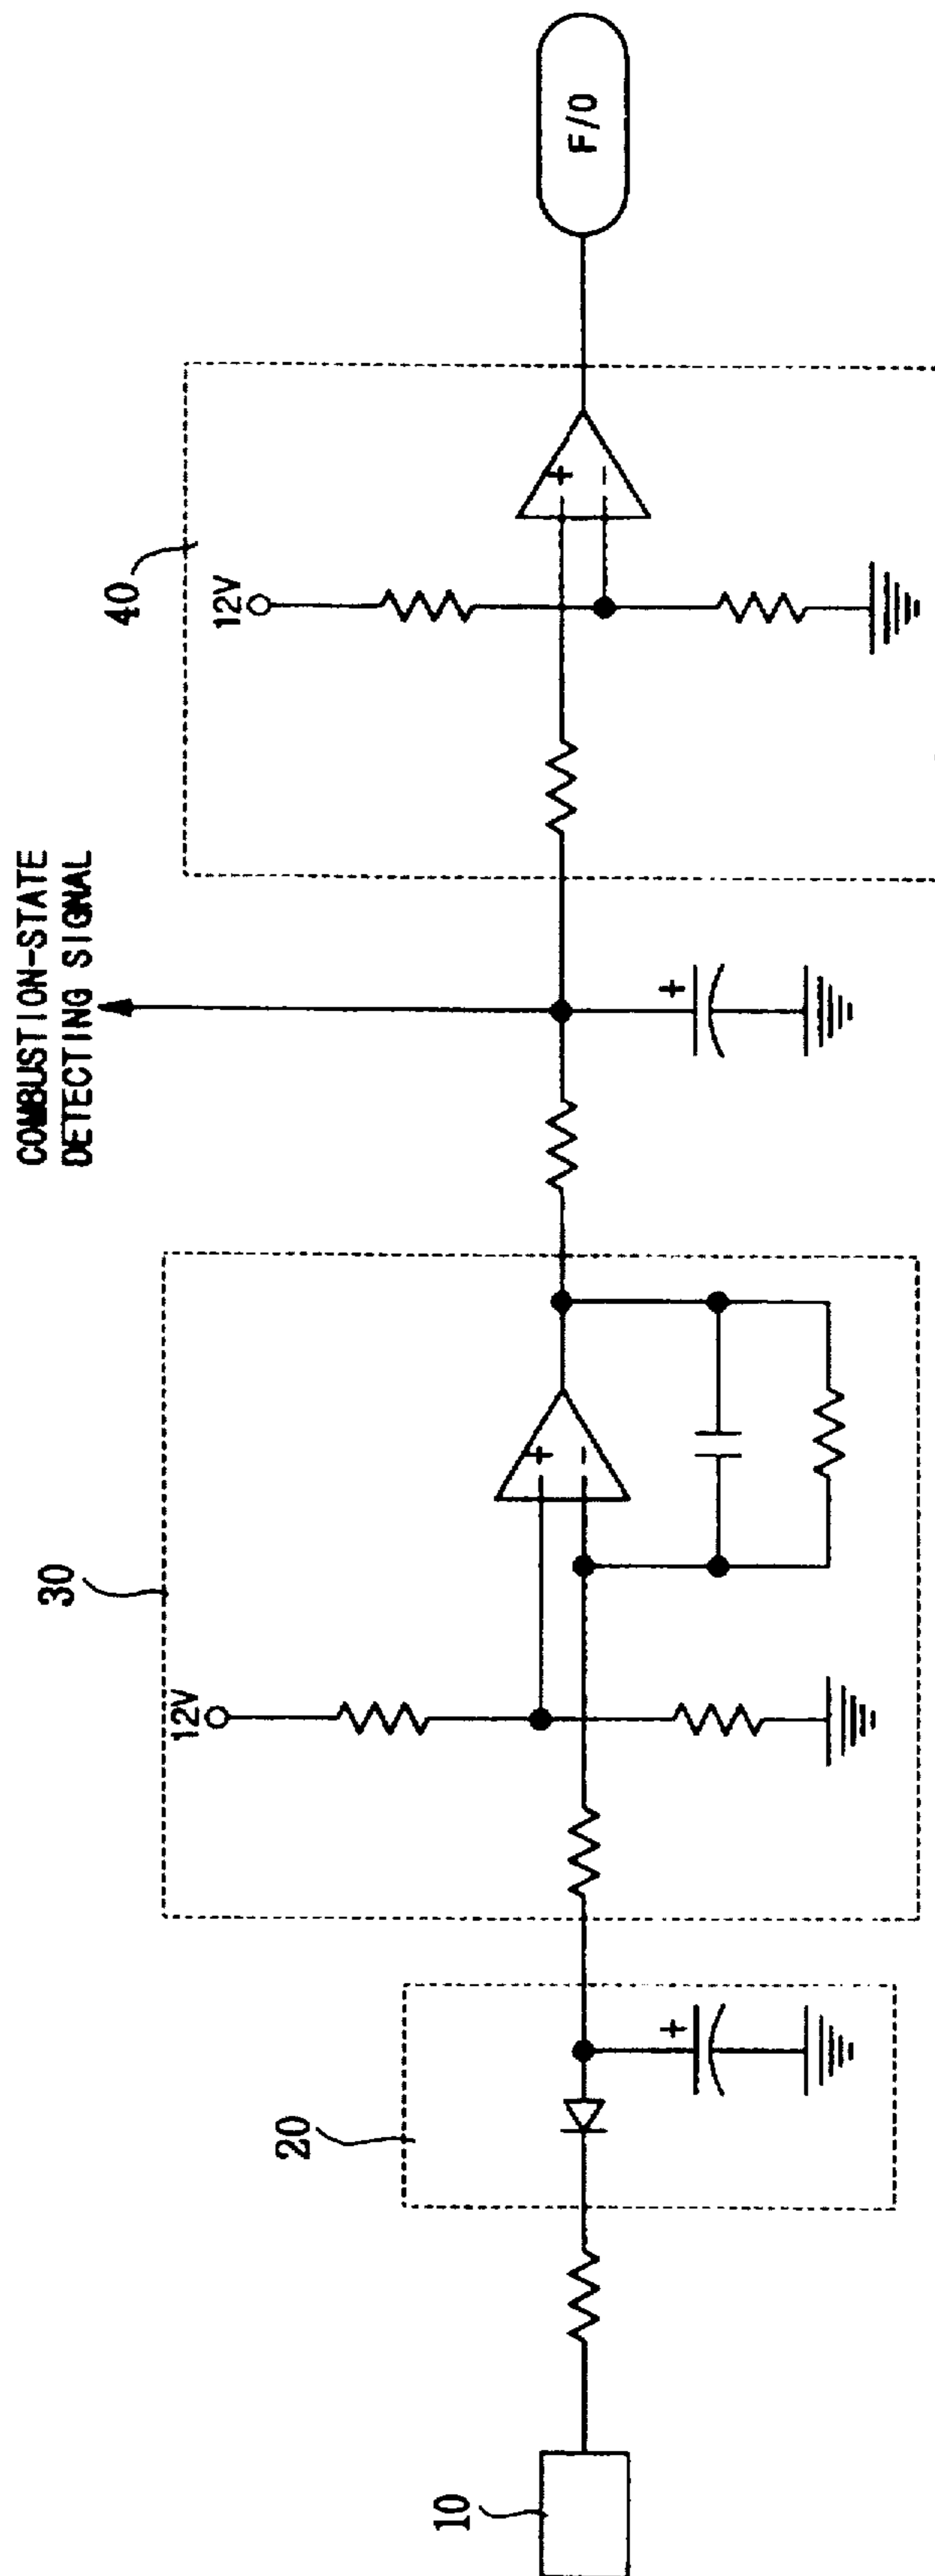 COMBUSTION-STATE
DETECTING SIGNAL
10
20
30
12V
+
−
+
+
40
12V
+
−
F/O